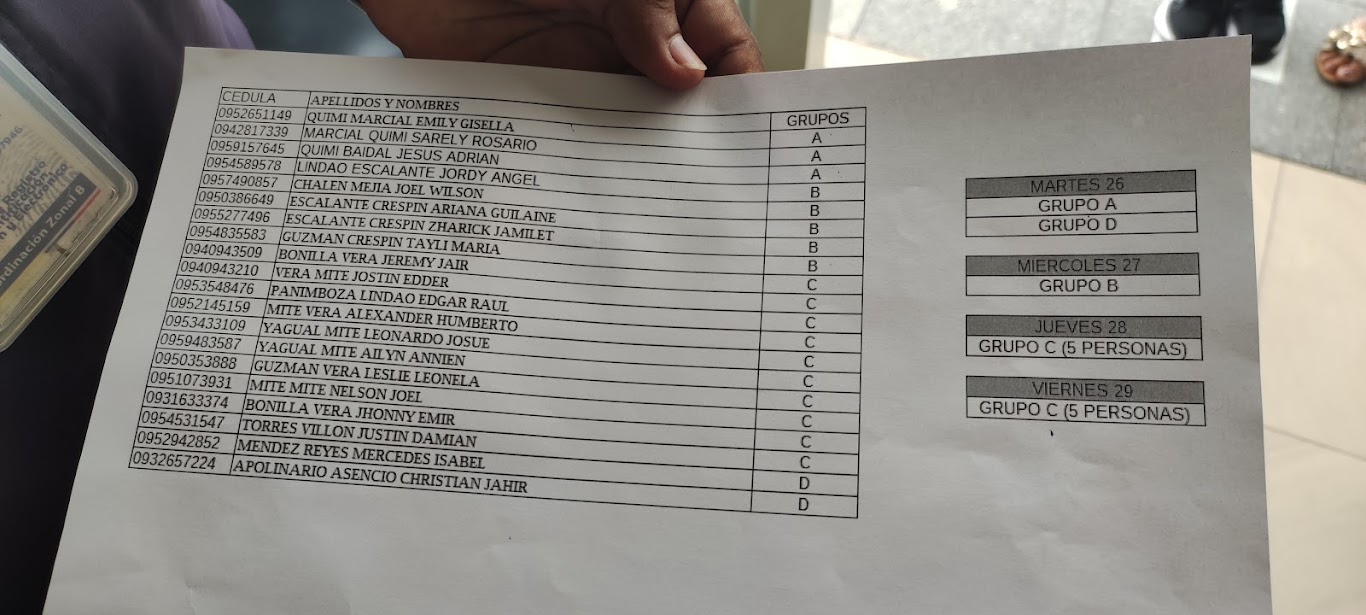 CEDULA APELLIDOS Y NOMBRES GRUPOS
0952651149 QUIMI MARCIAL EMILY GISELLA A
0942817339 MARCIAL QUIMI SARELY ROSARIO A
0959157645 QUIMI BAIDAL JESUS ADRIAN A
0954589578 LINDAO ESCALANTE JORDY ANGEL B
0957490857 CHALEN MEJIA JOEL WILSON B
0950386649 ESCALANTE CRESPIN ARIANA GUILAINE B
0955277496 ESCALANTE CRESPIN ZHARICK JAMILET B
0954835583 GUZMAN CRESPIN TAYLI MARIA B
0940943509 BONILLA VERA JEREMY JAIR C
0940943210 VERA MITE JOSTIN EDDER C
0953548476 PANIMBOZA LINDAO EDGAR RAUL C
0952145159 MITE VERA ALEXANDER HUMBERTO C
0953433109 YAGUAL MITE LEONARDO JOSUE C
0959483587 YAGUAL MITE AILYN ANNIEN C
0950353888 GUZMAN VERA LESLIE LEONELA C
0951073931 MITE MITE NELSON JOEL C
0931633374 BONILLA VERA JHONNY EMIR C
0954531547 TORRES VILLON JUSTIN DAMIAN C
0952942852 MENDEZ REYES MERCEDES ISABEL D
0932657224 APOLINARIO ASENCIO CHRISTIAN JAHIR D
MARTES 26
GRUPO A
GRUPO D
MIERCOLES 27
GRUPO B
JUEVES 28
GRUPO C (5 PERSONAS)
VIERNES 29
GRUPO C (5 PERSONAS)
7946
Registro
ordinación Zonal 8